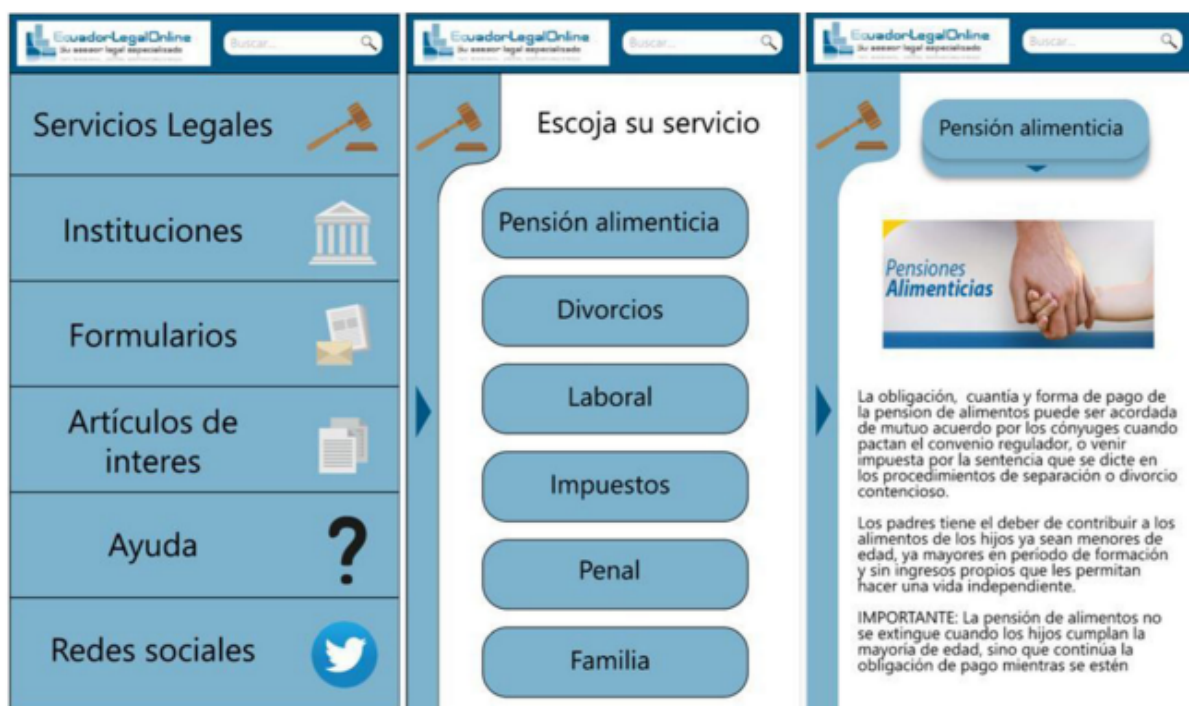 EcuadorLegalOnline
Su asesor legal especializado
Buscar...
Servicios Legales
Instituciones
Formularios
Artículos de
interes
Ayuda
?
Redes sociales
EcuadorLegalOnline
Su asesor legal especializado
Buscar...
Escoja su servicio
Pensión alimenticia
Divorcios
Laboral
Impuestos
Penal
Familia
EcuadorLegalOnline
Su asesor legal especializado
Buscar...
Pensión alimenticia
Pensiones
Alimenticias
La obligación, cuantía y forma de pago de
la pension de alimentos puede ser acordada
de mutuo acuerdo por los cónyuges cuando
pactan el convenio regulador, o venir
impuesta por la sentencia que se dicte en
los procedimientos de separación o divorcio
contencioso.
Los padres tiene el deber de contribuir a los
alimentos de los hijos ya sean menores de
edad, ya mayores en periodo de formación
y sin ingresos propios que les permitan
hacer una vida independiente.
IMPORTANTE: La pensión de alimentos no
se extingue cuando los hijos cumplan la
mayoría de edad, sino que continúa la
obligación de pago mientras se estén